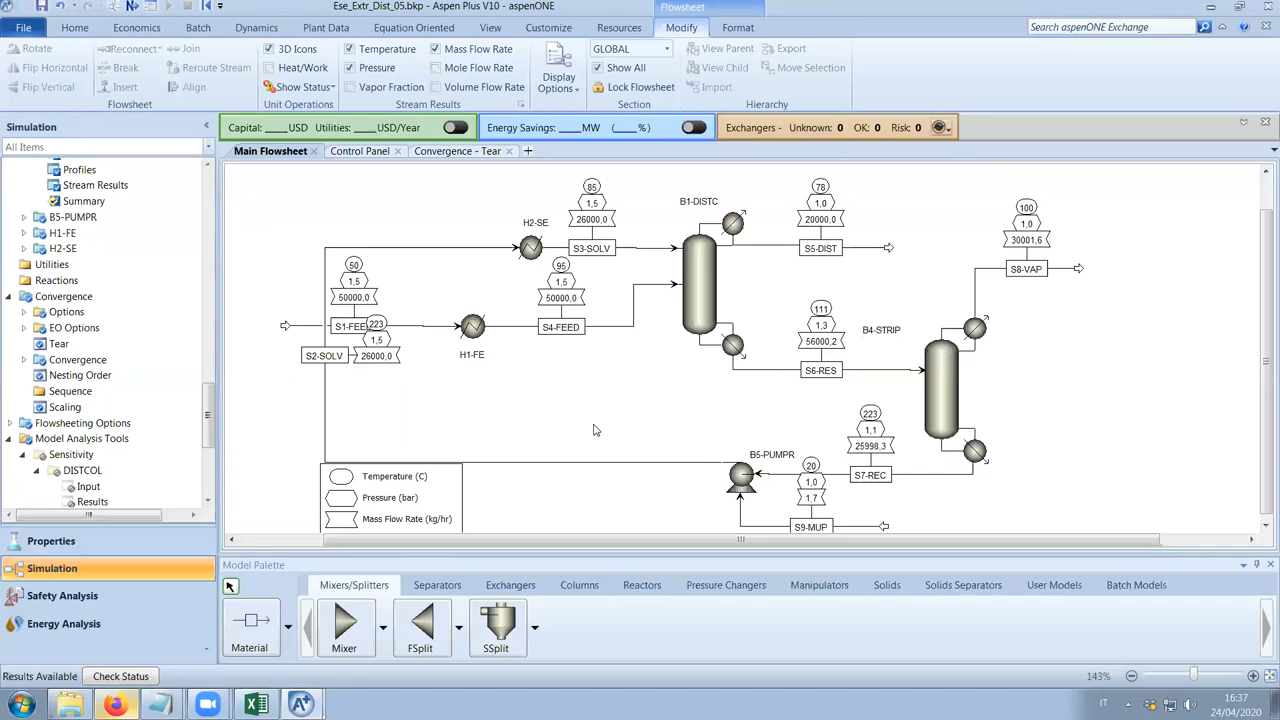 Ese_Extr_Dist_05.bkp - Aspen Plus V10 - aspenONE
Flowsheet
File Home Economics Batch Dynamics Plant Data Equation Oriented View Customize Resources Modify Format
Search aspenONE Exchange
Rotate Reconnect Join
Flip Horizontal Break Reroute Stream
Flip Vertical Insert Align
Flowsheet
3D Icons
Heat/Work
Show Status
Unit Operations
Temperature Mass Flow Rate
Pressure Mole Flow Rate
Vapor Fraction Volume Flow Rate
Stream Results
Display
Options
GLOBAL
Show All
Lock Flowsheet
Section
View Parent Export
View Child Move Selection
Import
Hierarchy
Simulation
All Items
Capital: ____ USD Utilities: ____ USD/Year
Energy Savings: ____ MW (____%)
Exchangers - Unknown: 0 OK: 0 Risk: 0
Main Flowsheet
Control Panel
Convergence - Tear
Profiles
Stream Results
Summary
B5-PUMPR
H1-FE
H2-SE
Utilities
Reactions
Convergence
Options
EO Options
Tear
Convergence
Nesting Order
Sequence
Scaling
Flowsheeting Options
Model Analysis Tools
Sensitivity
DISTCOL
Input
Results
Properties
Simulation
Safety Analysis
Energy Analysis
H2-SE
85
1,5
26000,0
S3-SOLV
B1-DISTC
78
1,0
20000,0
S5-DIST
100
1,0
30001,6
S8-VAP
50
1,5
50000,0
S1-FEE
95
1,5
50000,0
S4-FEED
H1-FE
223
1,5
26000,0
S2-SOLV
111
1,3
56000,2
S6-RES
B4-STRIP
223
1,1
25998,3
S7-REC
B5-PUMPR
20
1,0
1,7
S9-MUP
Temperature (C)
Pressure (bar)
Mass Flow Rate (kg/hr)
Model Palette
Mixers/Splitters Separators Exchangers Columns Reactors Pressure Changers Manipulators Solids Solids Separators User Models Batch Models
Material
Mixer
FSplit
SSplit
Results Available
Check Status
143%
IT
16:37
24/04/2020